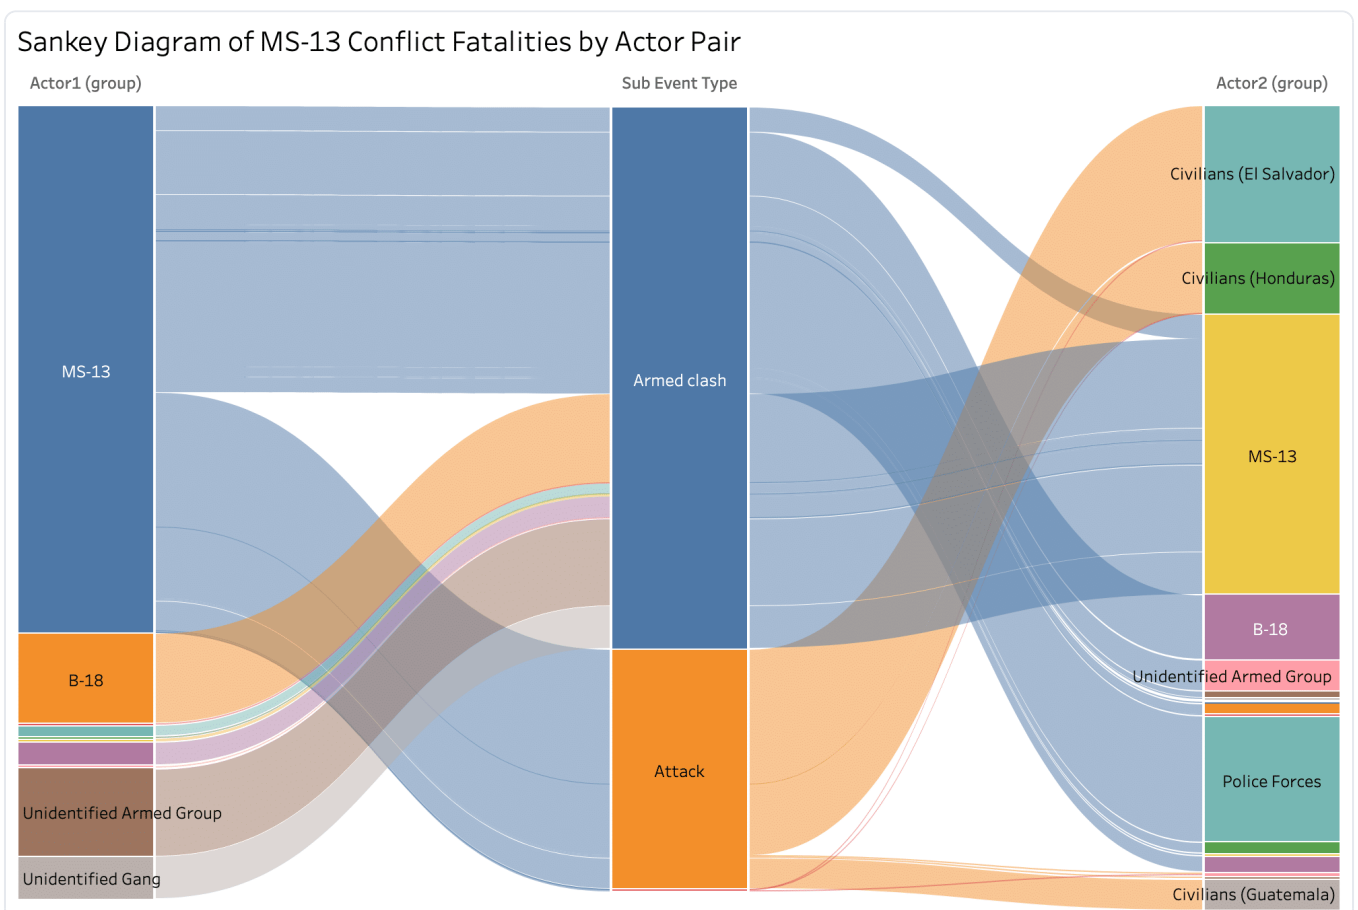 Sankey Diagram of MS-13 Conflict Fatalities by Actor Pair
Actor1 (group)
Sub Event Type
Actor2 (group)
MS-13
B-18
Unidentified Armed Group
Unidentified Gang
Armed clash
Attack
Civilians (El Salvador)
Civilians (Honduras)
MS-13
B-18
Unidentified Armed Group
Police Forces
Civilians (Guatemala)